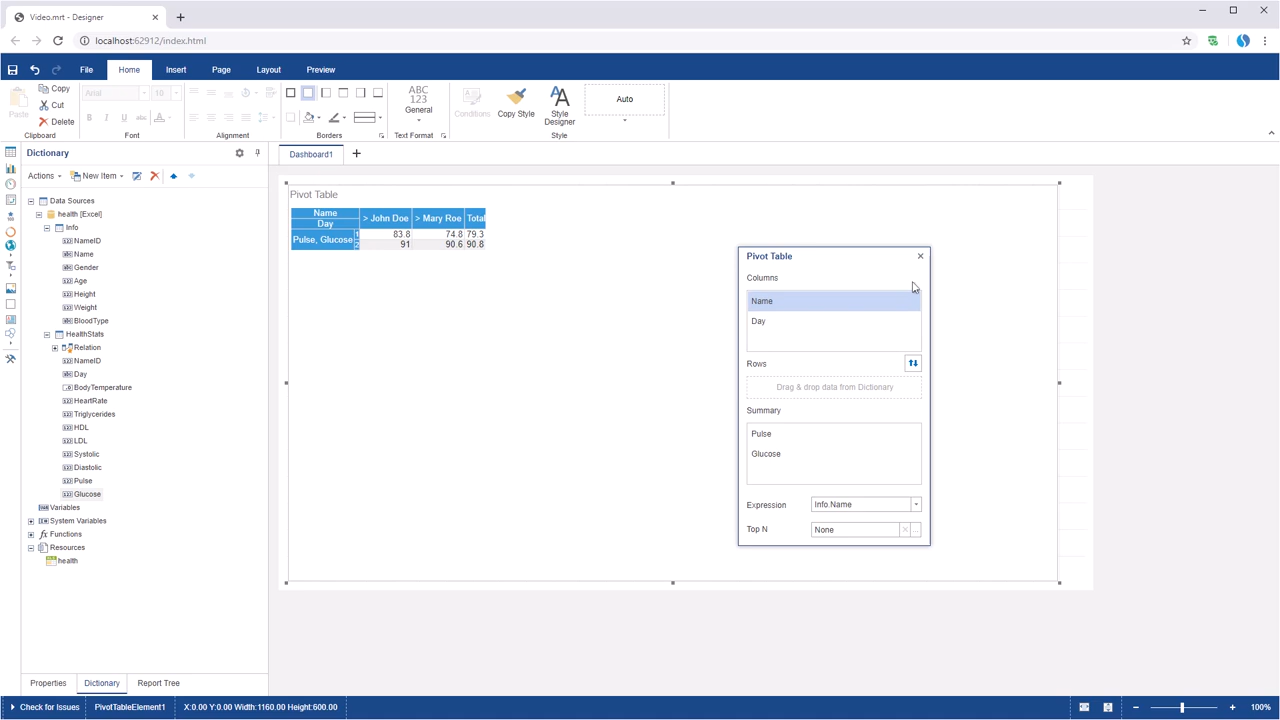 Video.mrt - Designer
localhost:62912/index.html
File Home Insert Page Layout Preview
Paste
Copy
Cut
Delete
Clipboard
Arial 10
B I U abc A
Font
Alignment
Borders
ABC
123
General
Text Format
Conditions
Copy Style
Style
Designer
Auto
Style
Dictionary
Actions New Item
Data Sources
health [Excel]
Info
NameID
Name
Gender
Age
Height
Weight
BloodType
HealthStats
Relation
NameID
Day
BodyTemperature
HeartRate
Triglycerides
HDL
LDL
Systolic
Diastolic
Pulse
Glucose
Variables
System Variables
fx Functions
Resources
health
Properties Dictionary Report Tree
Dashboard1
Pivot Table
Name > John Doe > Mary Roe Total
Day
Pulse, Glucose 1 83.8 74.8 79.3
2 91 90.6 90.8
Pivot Table
Columns
Name
Day
Rows
Drag & drop data from Dictionary
Summary
Pulse
Glucose
Expression Info.Name
Top N None
Check for Issues PivotTableElement1 X:0.00 Y:0.00 Width:1160.00 Height:600.00 100%